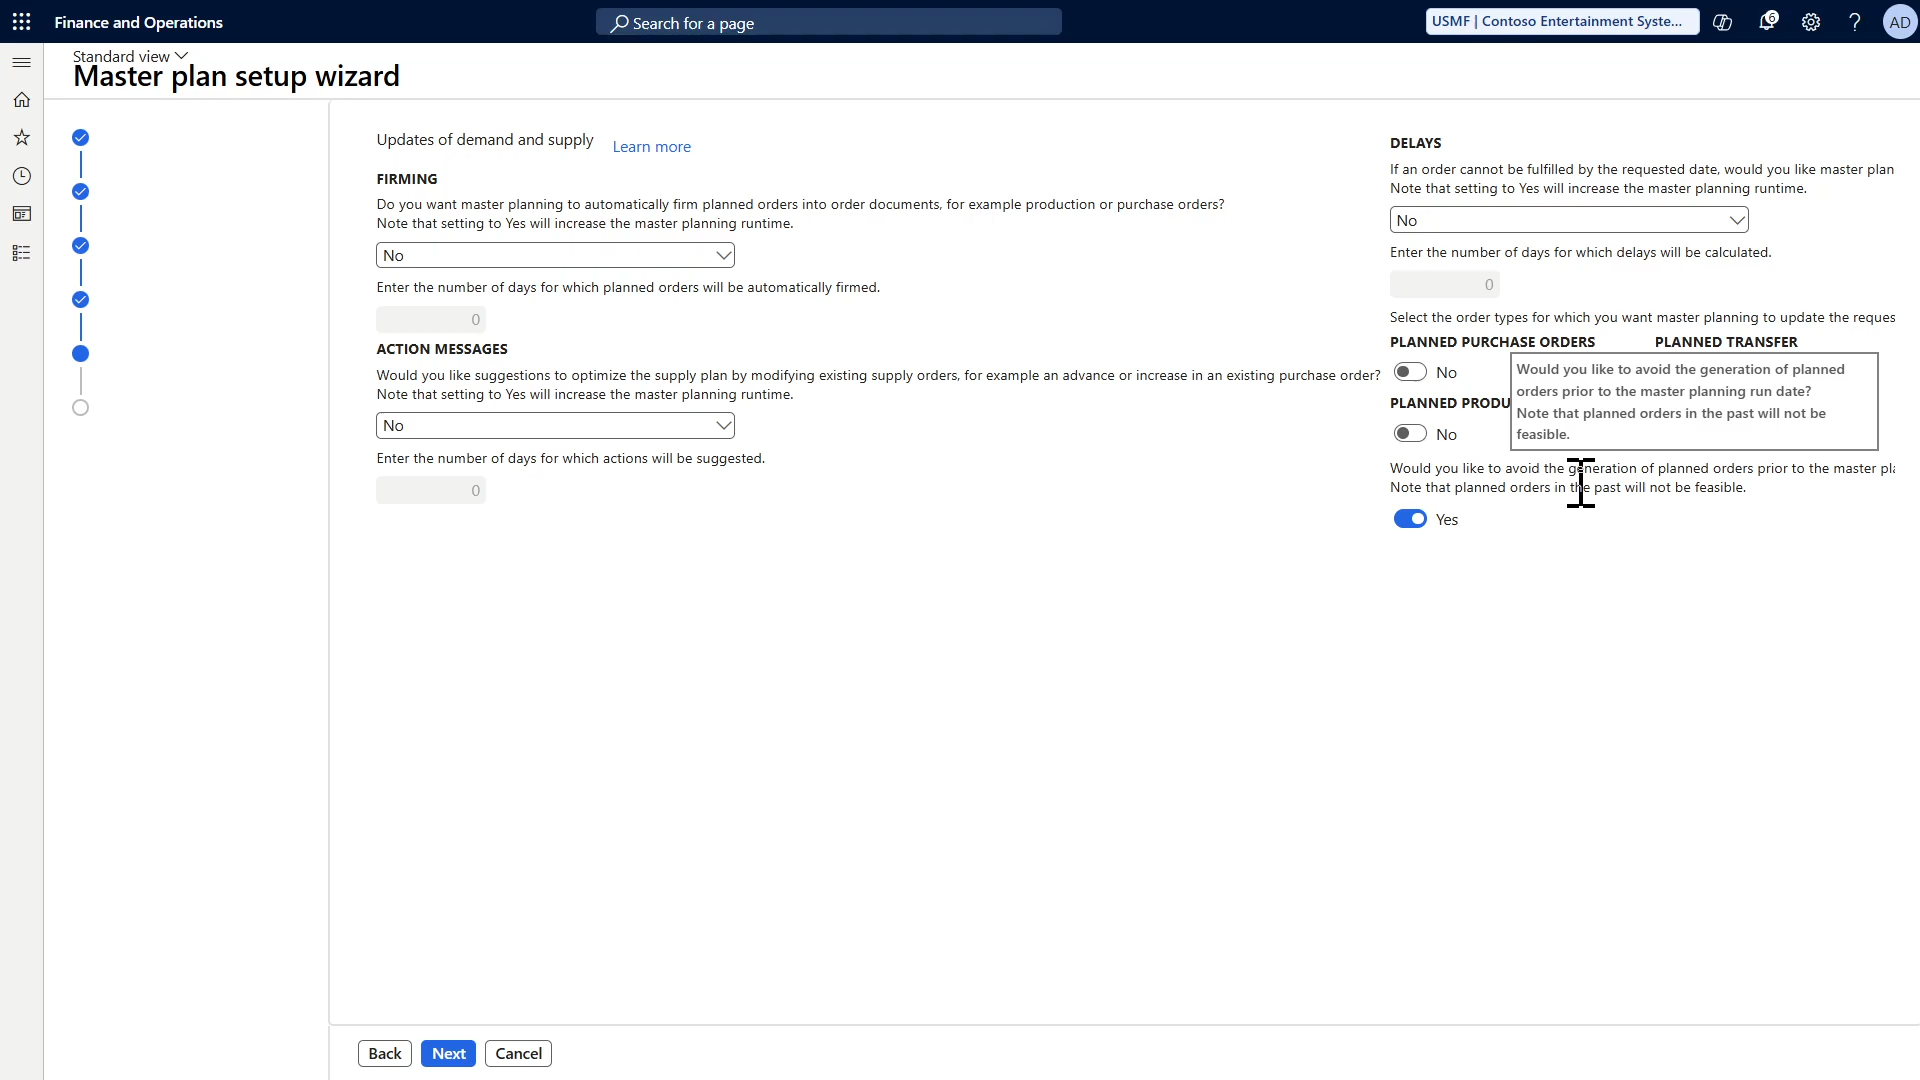 Finance and Operations
Search for a page
USMF | Contoso Entertainment Syste...
6
AD
Standard view
Master plan setup wizard
Updates of demand and supply
Learn more
FIRMING
Do you want master planning to automatically firm planned orders into order documents, for example production or purchase orders?
Note that setting to Yes will increase the master planning runtime.
No
Enter the number of days for which planned orders will be automatically firmed.
0
ACTION MESSAGES
Would you like suggestions to optimize the supply plan by modifying existing supply orders, for example an advance or increase in an existing purchase order?
Note that setting to Yes will increase the master planning runtime.
No
Enter the number of days for which actions will be suggested.
0
DELAYS
If an order cannot be fulfilled by the requested date, would you like master plan
Note that setting to Yes will increase the master planning runtime.
No
Enter the number of days for which delays will be calculated.
0
Select the order types for which you want master planning to update the reques
PLANNED PURCHASE ORDERS
PLANNED TRANSFER
No
Would you like to avoid the generation of planned
orders prior to the master planning run date?
Note that planned orders in the past will not be
feasible.
PLANNED PRODU
No
Would you like to avoid the generation of planned orders prior to the master pla
Note that planned orders in the past will not be feasible.
Yes
Back
Next
Cancel